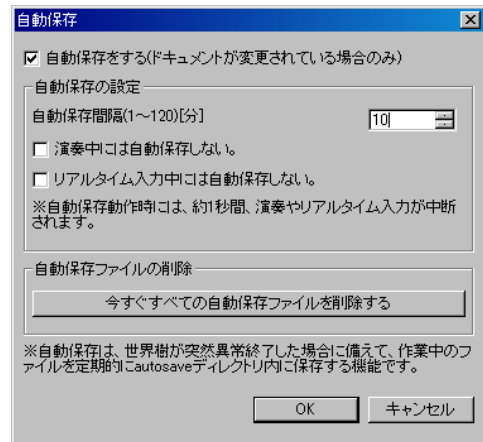 自動保存
自動保存をする(ドキュメントが変更されている場合のみ)
自動保存の設定
自動保存間隔(1～120)[分]
10
演奏中には自動保存しない。
リアルタイム入力中には自動保存しない。
※自動保存動作時には、約1秒間、演奏やリアルタイム入力が中断
されます。
自動保存ファイルの削除
今すぐすべての自動保存ファイルを削除する
※自動保存は、世界樹が突然異常終了した場合に備えて、作業中のフ
ァイルを定期的にautosaveディレクトリ内に保存する機能です。
OK
キャンセル